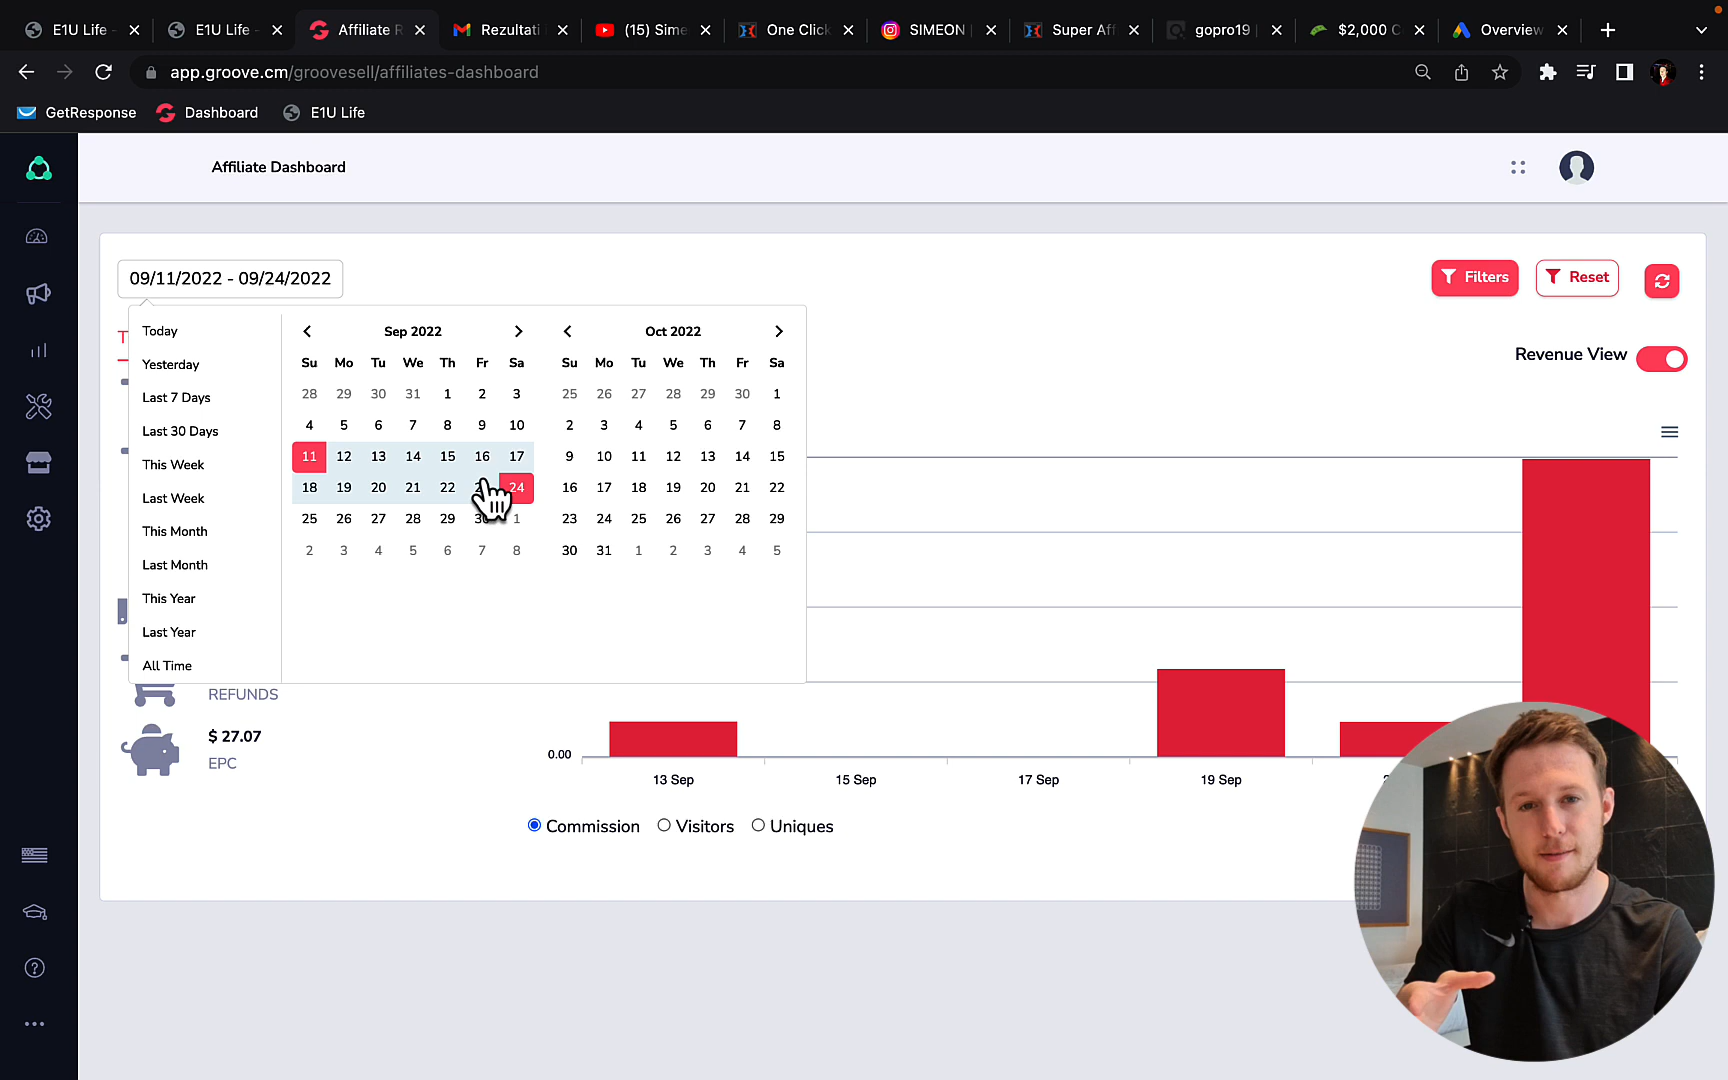 E1U Life -
E1U Life -
Affiliate R
Rezultati
(15) Sime
One Click
SIMEON
Super Aff
gopro19
$2,000 C
Overview
app.groove.cm/groovesell/affiliates-dashboard
GetResponse
Dashboard
E1U Life
Affiliate Dashboard
09/11/2022 - 09/24/2022
Filters
Reset
Revenue View
Today
Yesterday
Last 7 Days
Last 30 Days
This Week
Last Week
This Month
Last Month
This Year
Last Year
All Time
Sep 2022
Su Mo Tu We Th Fr Sa
28 29 30 31 1 2 3
4 5 6 7 8 9 10
11 12 13 14 15 16 17
18 19 20 21 22 24
25 26 27 28 29 30 1
2 3 4 5 6 7 8
Oct 2022
Su Mo Tu We Th Fr Sa
25 26 27 28 29 30 1
2 3 4 5 6 7 8
9 10 11 12 13 14 15
16 17 18 19 20 21 22
23 24 25 26 27 28 29
30 31 1 2 3 4 5
REFUNDS
$ 27.07
EPC
0.00
13 Sep
15 Sep
17 Sep
19 Sep
Commission
Visitors
Uniques